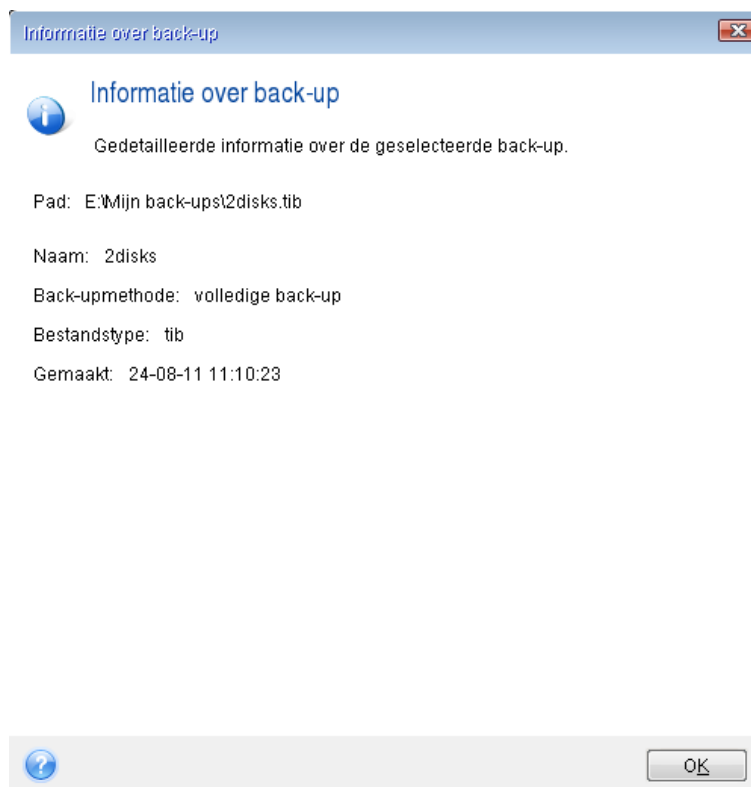 Informatie over back-up
Informatie over back-up
Gedetailleerde informatie over de geselecteerde back-up.
Pad: E:\Mijn back-ups\2disks.tib
Naam: 2disks
Back-upmethode: volledige back-up
Bestandstype: tib
Gemaakt: 24-08-11 11:10:23
OK